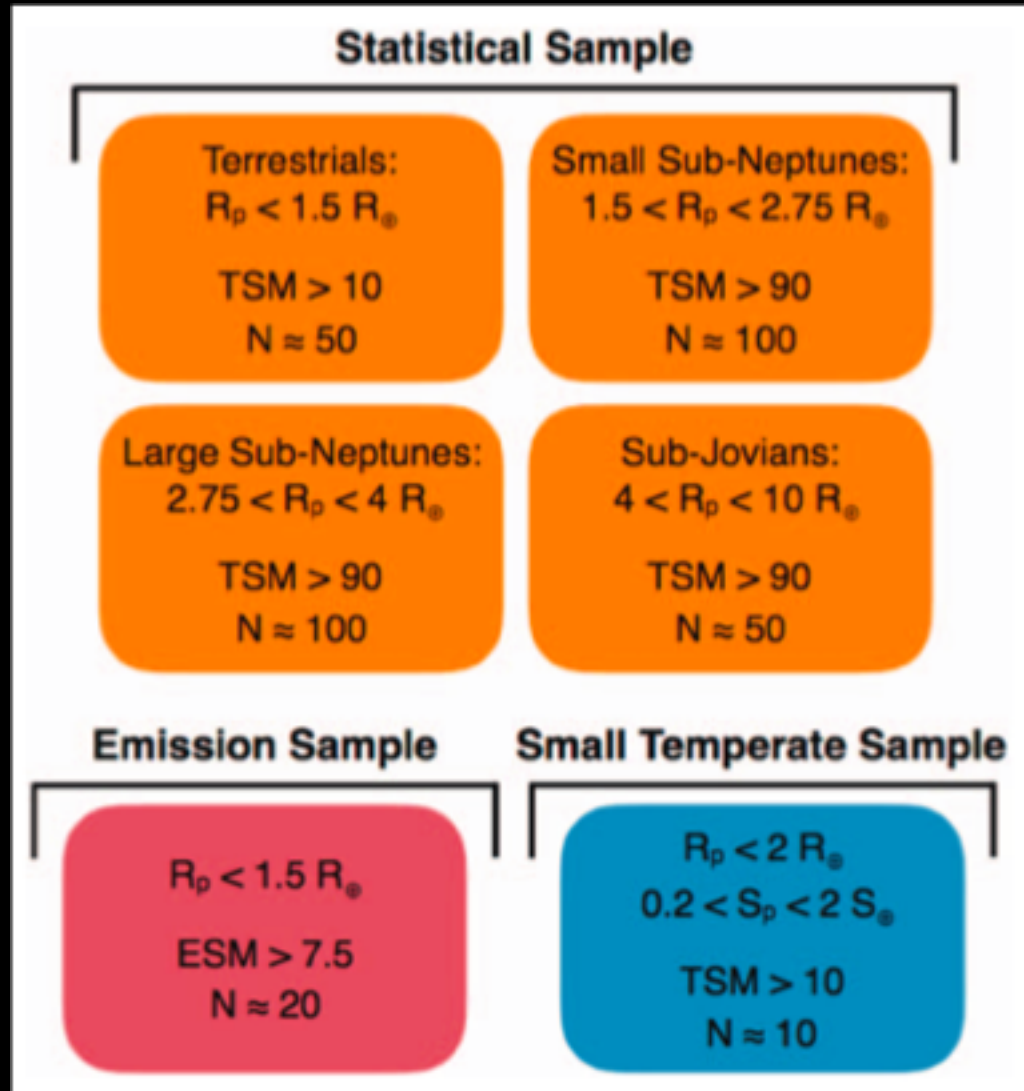 Statistical Sample
Terrestrials:
Rₚ < 1.5 R⊕
TSM > 10
N ≈ 50
Small Sub-Neptunes:
1.5 < Rₚ < 2.75 R⊕
TSM > 90
N ≈ 100
Large Sub-Neptunes:
2.75 < Rₚ < 4 R⊕
TSM > 90
N ≈ 100
Sub-Jovians:
4 < Rₚ < 10 R⊕
TSM > 90
N ≈ 50
Emission Sample
Rₚ < 1.5 R⊕
ESM > 7.5
N ≈ 20
Small Temperate Sample
Rₚ < 2 R⊕
0.2 < Sₚ < 2 S⊕
TSM > 10
N ≈ 10